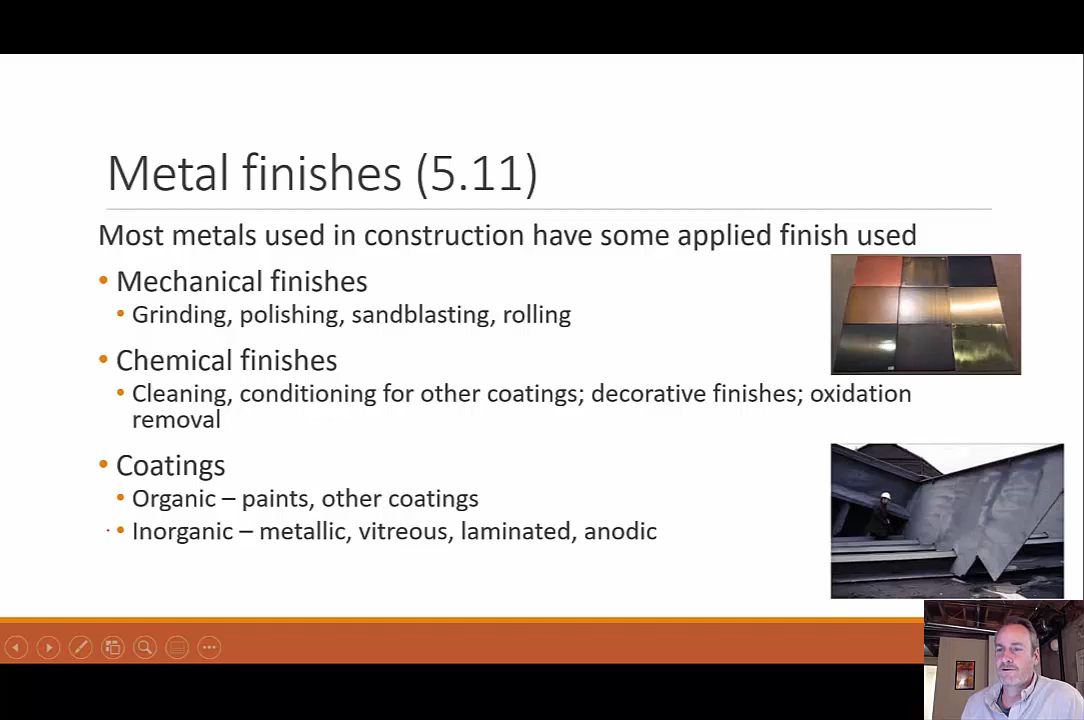 Metal finishes (5.11)
Most metals used in construction have some applied finish used
• Mechanical finishes
• Grinding, polishing, sandblasting, rolling
• Chemical finishes
• Cleaning, conditioning for other coatings; decorative finishes; oxidation
removal
• Coatings
• Organic – paints, other coatings
• Inorganic – metallic, vitreous, laminated, anodic